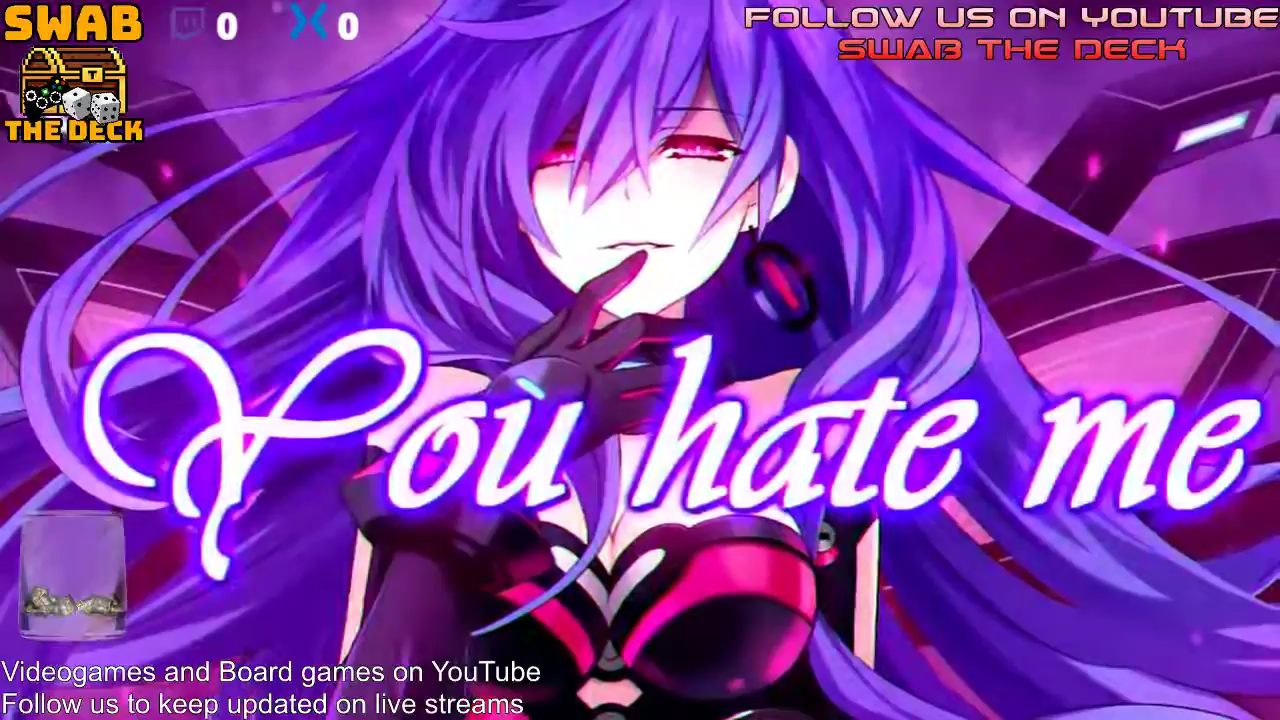 SWAB
THE DECK
0
0
FOLLOW US ON YOUTUBE
SWAB THE DECK
You hate me
Videogames and Board games on YouTube
Follow us to keep updated on live streams